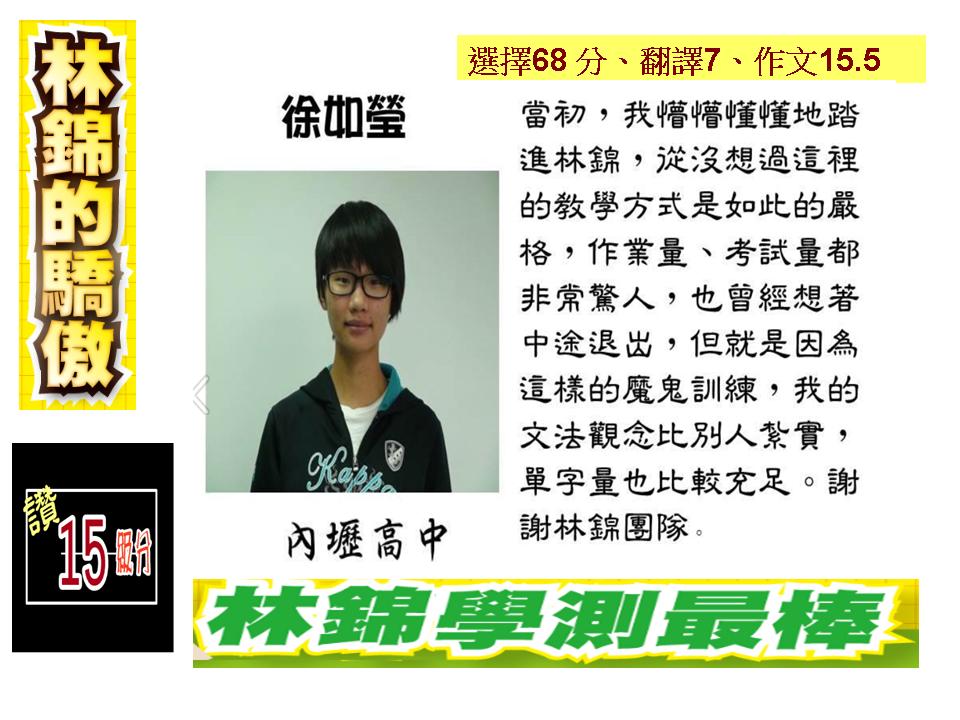 林錦的驕傲
選擇68 分、翻譯7、作文15.5
徐如瑩
當初，我懵懵懂懂地踏
進林錦，從沒想過這裡
的教學方式是如此的嚴
格，作業量、考試量都
非常驚人，也曾經想著
中途退出，但就是因為
這樣的魔鬼訓練，我的
文法觀念比別人紮實，
單字量也比較充足。謝
謝林錦團隊。
Kappa
內壢高中
讚
15 級分
林錦學測最棒